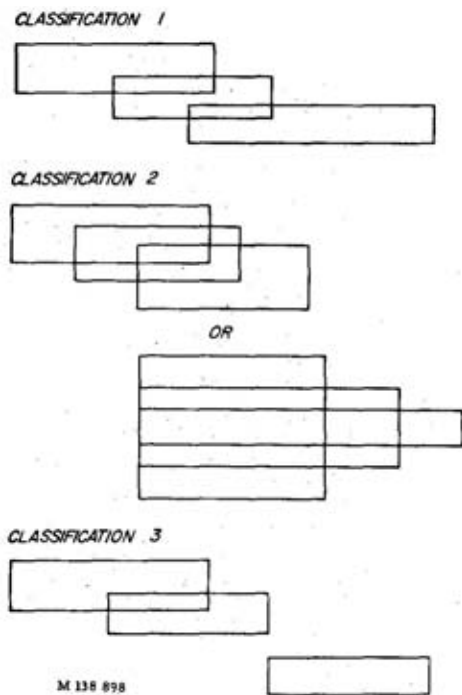 CLASSIFICATION 1
CLASSIFICATION 2
OR
CLASSIFICATION 3
M 138 898